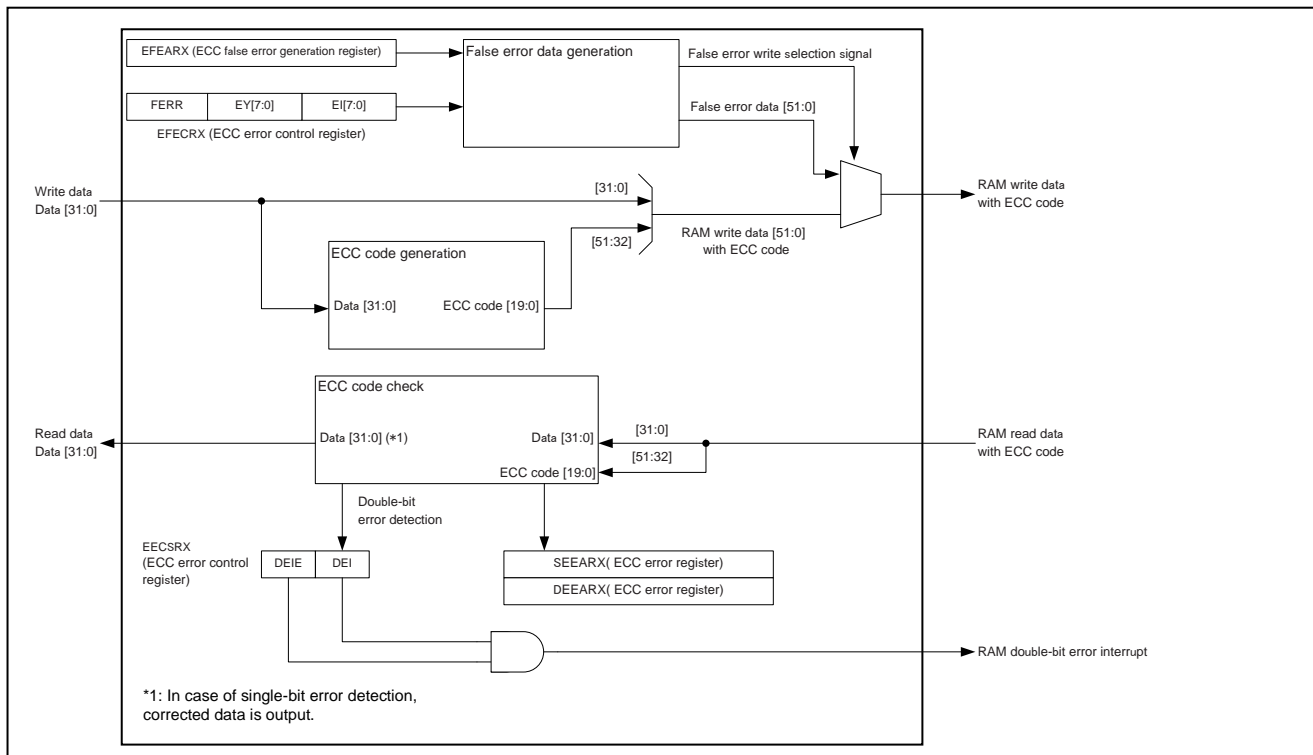 EFEARX (ECC false error generation register)
False error data generation
False error write selection signal
FERR
EY[7:0]
EI[7:0]
False error data [51:0]
EFECRX (ECC error control register)
Write data
Data [31:0]
[31:0]
RAM write data
with ECC code
[51:32]
RAM write data [51:0]
with ECC code
ECC code generation
Data [31:0]
ECC code [19:0]
ECC code check
Read data
Data [31:0]
Data [31:0] (*1)
Data [31:0]
[31:0]
RAM read data
with ECC code
[51:32]
ECC code [19:0]
Double-bit
error detection
EECSRX
(ECC error control
register)
DEIE
DEI
SEEARX( ECC error register)
DEEARX( ECC error register)
RAM double-bit error interrupt
*1: In case of single-bit error detection,
corrected data is output.